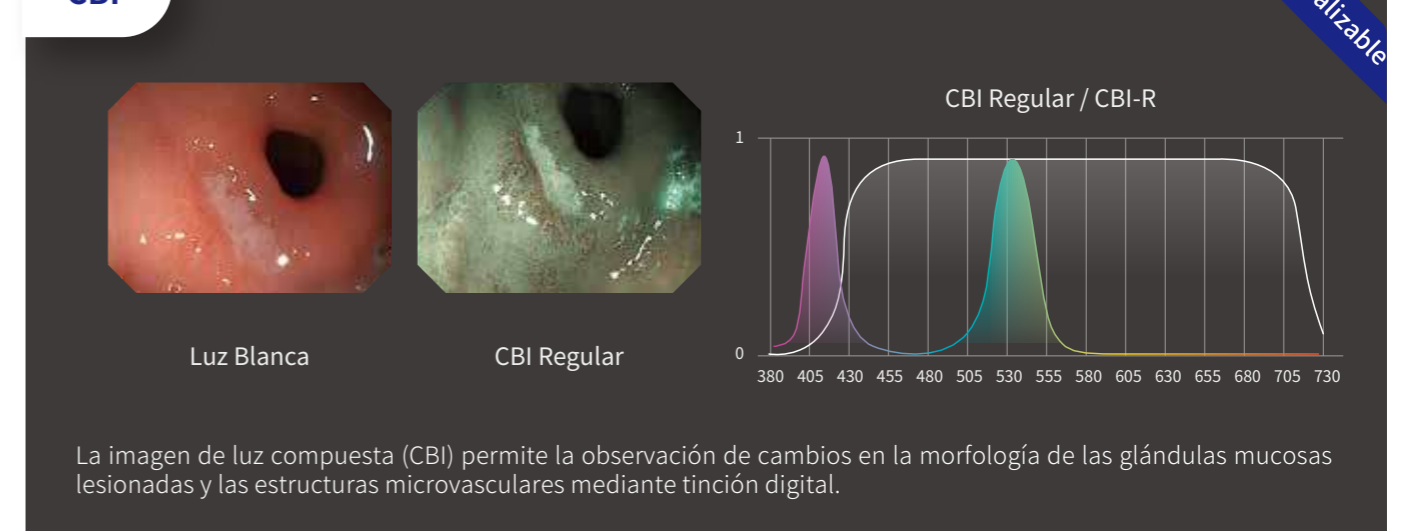 CBI Regular / CBI-R
1
0
380 405 430 455 480 505 530 555 580 605 630 655 680 705 730
Luz Blanca
CBI Regular
La imagen de luz compuesta (CBI) permite la observación de cambios en la morfología de las glándulas mucosas
lesionadas y las estructuras microvasculares mediante tinción digital.